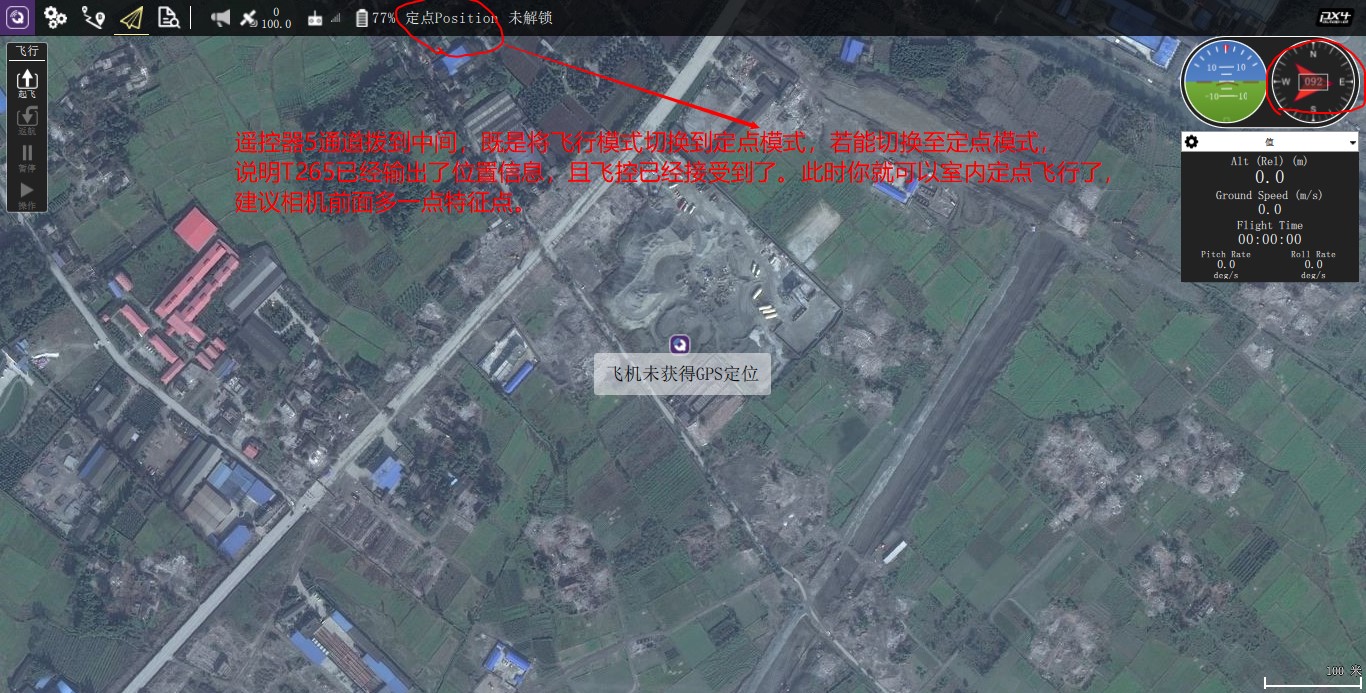 0
100.0
77%
定点Position
未解锁
px4
飞行
起飞
返航
暂停
操作
遥控器5通道拨到中间，既是将飞行模式切换到定点模式，若能切换至定点模式，
说明T265已经输出了位置信息，且飞控已经接受到了。此时你就可以室内定点飞行了，
建议相机前面多一点特征点。
10 10
-10 10
N
W 092 E
S
值
Alt (Rel) (m)
0.0
Ground Speed (m/s)
0.0
Flight Time
00:00:00
Pitch Rate Roll Rate
0.0 0.0
deg/s deg/s
飞机未获得GPS定位
100 米